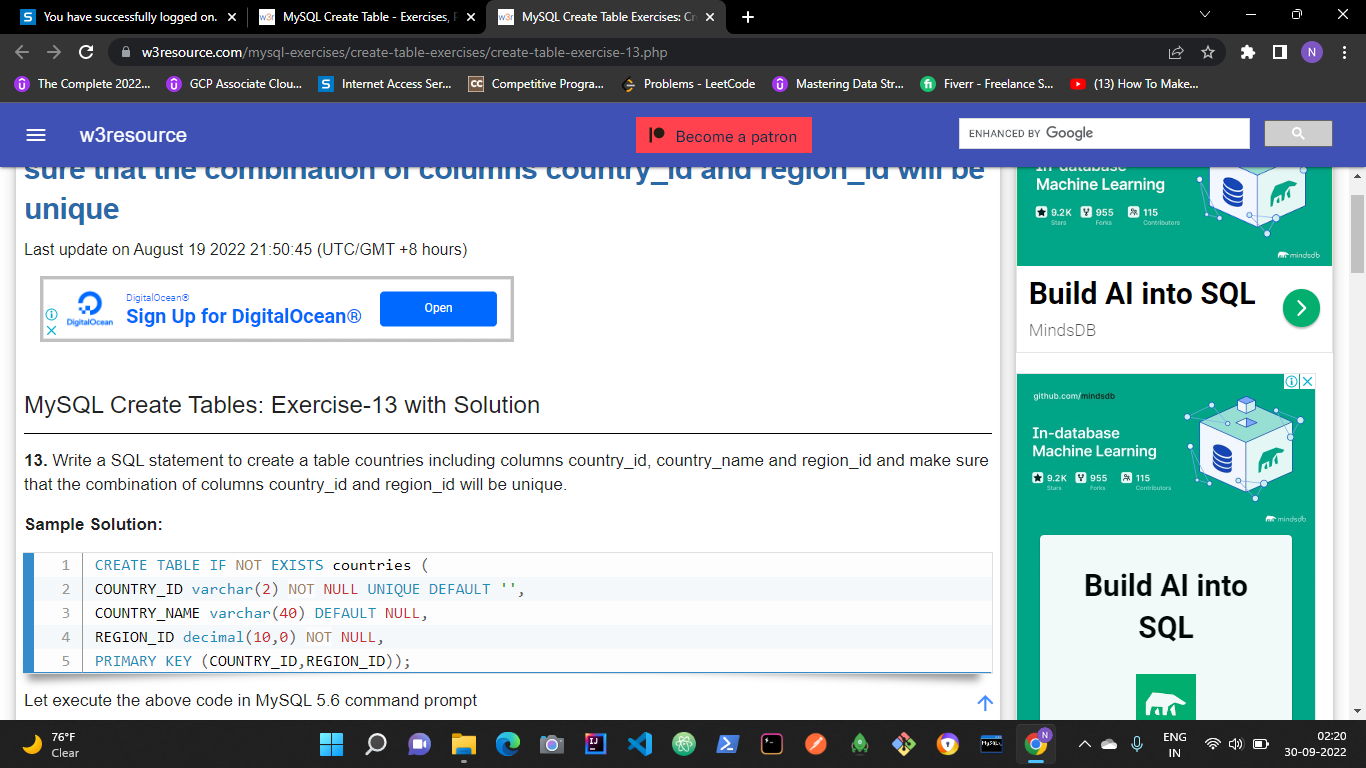 You have successfully logged on.
MySQL Create Table - Exercises, P
MySQL Create Table Exercises: Cr
w3resource.com/mysql-exercises/create-table-exercises/create-table-exercise-13.php
N
The Complete 2022...
GCP Associate Clou...
Internet Access Ser...
Competitive Progra...
Problems - LeetCode
Mastering Data Str...
Fiverr - Freelance S...
(13) How To Make...
w3resource
Become a patron
ENHANCED BY Google
sure that the combination of columns country_id and region_id will be
unique
Last update on August 19 2022 21:50:45 (UTC/GMT +8 hours)
DigitalOcean
DigitalOcean®
Sign Up for DigitalOcean®
Open
MySQL Create Tables: Exercise-13 with Solution
13. Write a SQL statement to create a table countries including columns country_id, country_name and region_id and make sure
that the combination of columns country_id and region_id will be unique.
Sample Solution:
1 CREATE TABLE IF NOT EXISTS countries (
2 COUNTRY_ID varchar(2) NOT NULL UNIQUE DEFAULT '',
3 COUNTRY_NAME varchar(40) DEFAULT NULL,
4 REGION_ID decimal(10,0) NOT NULL,
5 PRIMARY KEY (COUNTRY_ID,REGION_ID));
Let execute the above code in MySQL 5.6 command prompt
In-database
Machine Learning
9.2K 955 115
Stars Forks Contributors
mindsdb
Build AI into SQL
MindsDB
github.com/mindsdb
In-database
Machine Learning
9.2K 955 115
Stars Forks Contributors
mindsdb
Build AI into
SQL
76°F
Clear
N
ENG
IN
02:20
30-09-2022